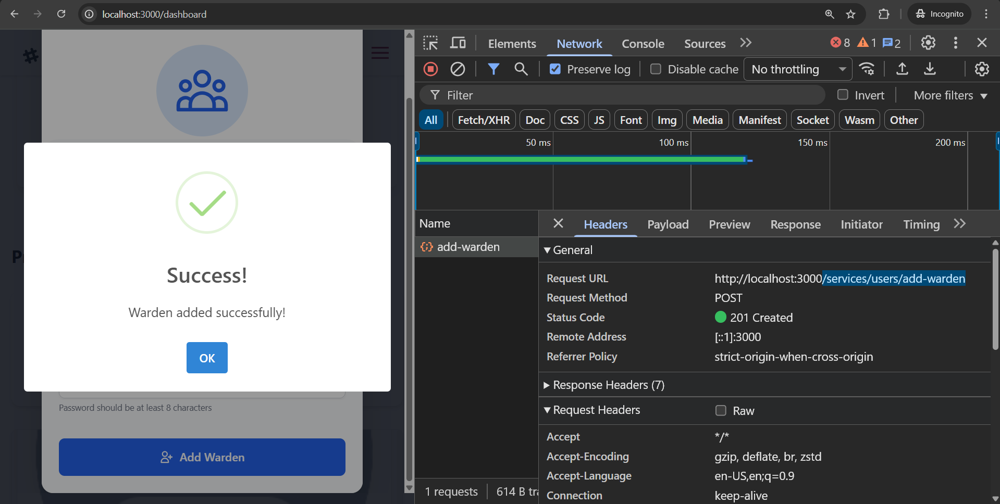 localhost:3000/dashboard
Incognito
Success!
Warden added successfully!
OK
Password should be at least 8 characters
Add Warden
Elements Network Console Sources 8 1 2
Preserve log Disable cache No throttling
Filter Invert More filters
All Fetch/XHR Doc CSS JS Font Img Media Manifest Socket Wasm Other
50 ms 100 ms 150 ms 200 ms
Name
add-warden
1 requests 614 B
Headers Payload Preview Response Initiator Timing
General
Request URL http://localhost:3000/services/users/add-warden
Request Method POST
Status Code 201 Created
Remote Address [::1]:3000
Referrer Policy strict-origin-when-cross-origin
Response Headers (7)
Request Headers Raw
Accept */*
Accept-Encoding gzip, deflate, br, zstd
Accept-Language en-US,en;q=0.9
Connection keep-alive